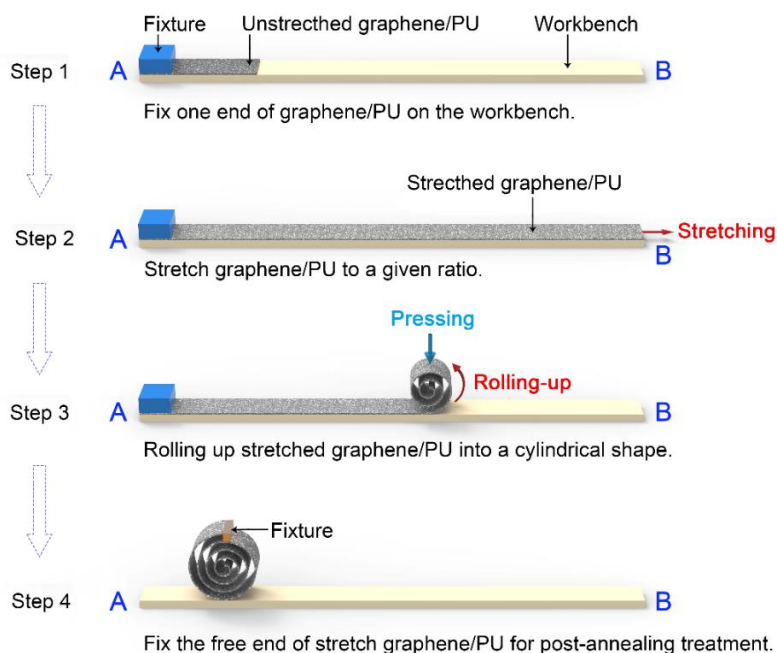 Fixture
Unstrecthed graphene/PU
Workbench
Step 1
A
B
Fix one end of graphene/PU on the workbench.
Strecthed graphene/PU
Step 2
A
Stretching
B
Stretch graphene/PU to a given ratio.
Pressing
Rolling-up
Step 3
A
B
Rolling up stretched graphene/PU into a cylindrical shape.
Fixture
Step 4
A
B
Fix the free end of stretch graphene/PU for post-annealing treatment.